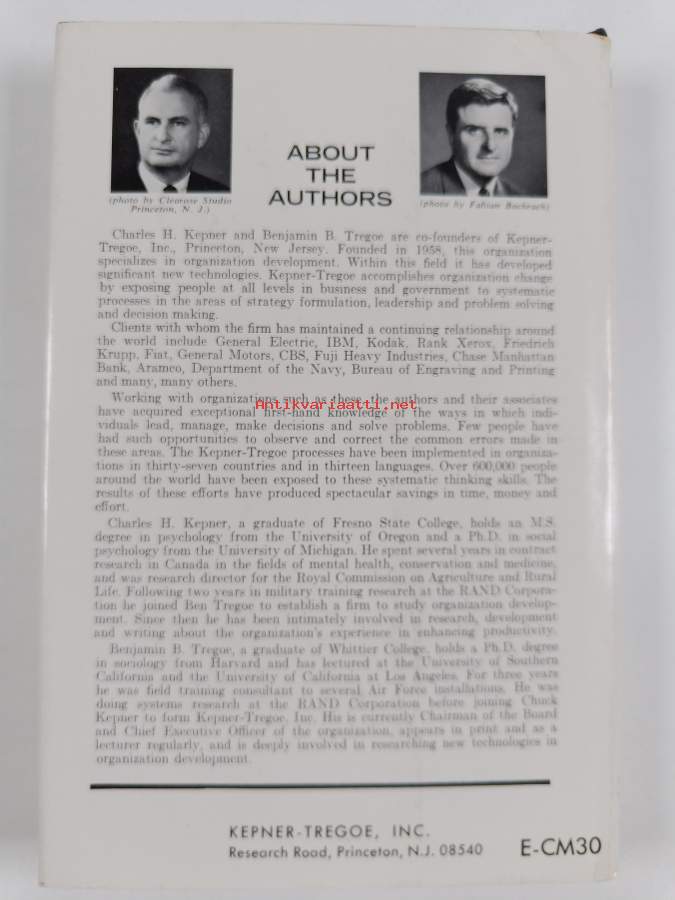 ABOUT
THE
AUTHORS
(photo by Clearose Studio
Princeton, N. J.)
(photo by Fabian Bachrach)
Charles H. Kepner and Benjamin B. Tregoe are co-founders of Kepner-
Tregoe, Inc., Princeton, New Jersey. Founded in 1958, this organization
specializes in organization development. Within this field it has developed
significant new technologies. Kepner-Tregoe accomplishes organization change
by exposing people at all levels in business and government to systematic
processes in the areas of strategy formulation, leadership and problem solving
and decision making.
Clients with whom the firm has maintained a continuing relationship around
the world include General Electric, IBM, Kodak, Rank Xerox, Friedrich
Krupp, Fiat, General Motors, CBS, Fuji Heavy Industries, Chase Manhattan
Bank, Aramco, Department of the Navy, Bureau of Engraving and Printing
and many, many others.
Working with organizations such as these, the authors and their associates
Antikvariaatti.net
have acquired exceptional first-hand knowledge of the ways in which indi-
viduals lead, manage, make decisions and solve problems. Few people have
had such opportunities to observe and correct the common errors made in
these areas. The Kepner-Tregoe processes have been implemented in organiza-
tions in thirty-seven countries and in thirteen languages. Over 600,000 people
around the world have been exposed to these systematic thinking skills. The
results of these efforts have produced spectacular savings in time, money and
effort.
Charles H. Kepner, a graduate of Fresno State College, holds an M.S.
degree in psychology from the University of Oregon and a Ph.D. in social
psychology from the University of Michigan. He spent several years in contract
research in Canada in the fields of mental health, conservation and medicine,
and was research director for the Royal Commission on Agriculture and Rural
Life. Following two years in military training research at the RAND Corpora-
tion he joined Ben Tregoe to establish a firm to study organization develop-
ment. Since then he has been intimately involved in research, development
and writing about the organization's experience in enhancing productivity.
Benjamin B. Tregoe, a graduate of Whittier College, holds a Ph.D. degree
in sociology from Harvard and has lectured at the University of Southern
California and the University of California at Los Angeles. For three years
he was field training consultant to several Air Force installations. He was
doing systems research at the RAND Corporation before joining Chuck
Kepner to form Kepner-Tregoe, Inc. His is currently Chairman of the Board
and Chief Executive Officer of the organization, appears in print and as a
lecturer regularly, and is deeply involved in researching new technologies in
organization development.
KEPNER-TREGOE, INC.
Research Road, Princeton, N.J. 08540
E-CM30